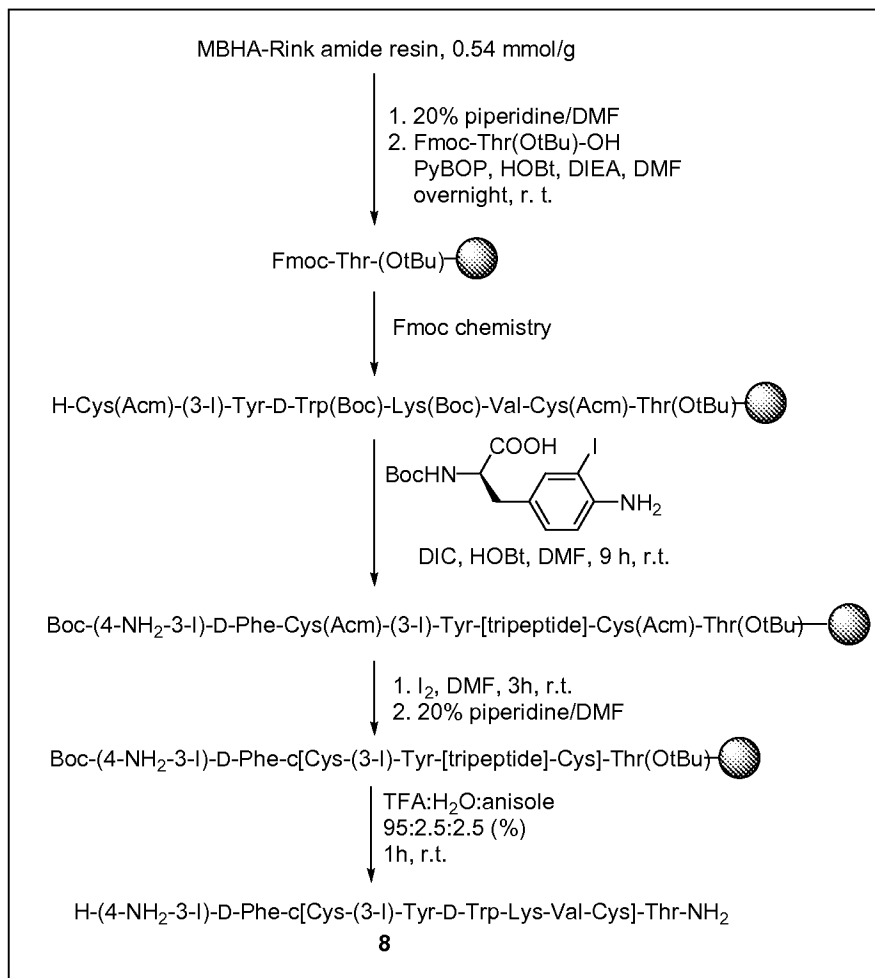 MBHA-Rink amide resin, 0.54 mmol/g
1. 20% piperidine/DMF
2. Fmoc-Thr(OtBu)-OH
PyBOP, HOBt, DIEA, DMF
overnight, r. t.
Fmoc-Thr-(OtBu)
Fmoc chemistry
H-Cys(Acm)-(3-I)-Tyr-D-Trp(Boc)-Lys(Boc)-Val-Cys(Acm)-Thr(OtBu)
COOH
I
BocHN
NH2
DIC, HOBt, DMF, 9 h, r.t.
Boc-(4-NH2-3-I)-D-Phe-Cys(Acm)-(3-I)-Tyr-[tripeptide]-Cys(Acm)-Thr(OtBu)
1. I2, DMF, 3h, r.t.
2. 20% piperidine/DMF
Boc-(4-NH2-3-I)-D-Phe-c[Cys-(3-I)-Tyr-[tripeptide]-Cys]-Thr(OtBu)
TFA:H2O:anisole
95:2.5:2.5 (%)
1h, r.t.
H-(4-NH2-3-I)-D-Phe-c[Cys-(3-I)-Tyr-D-Trp-Lys-Val-Cys]-Thr-NH2
8